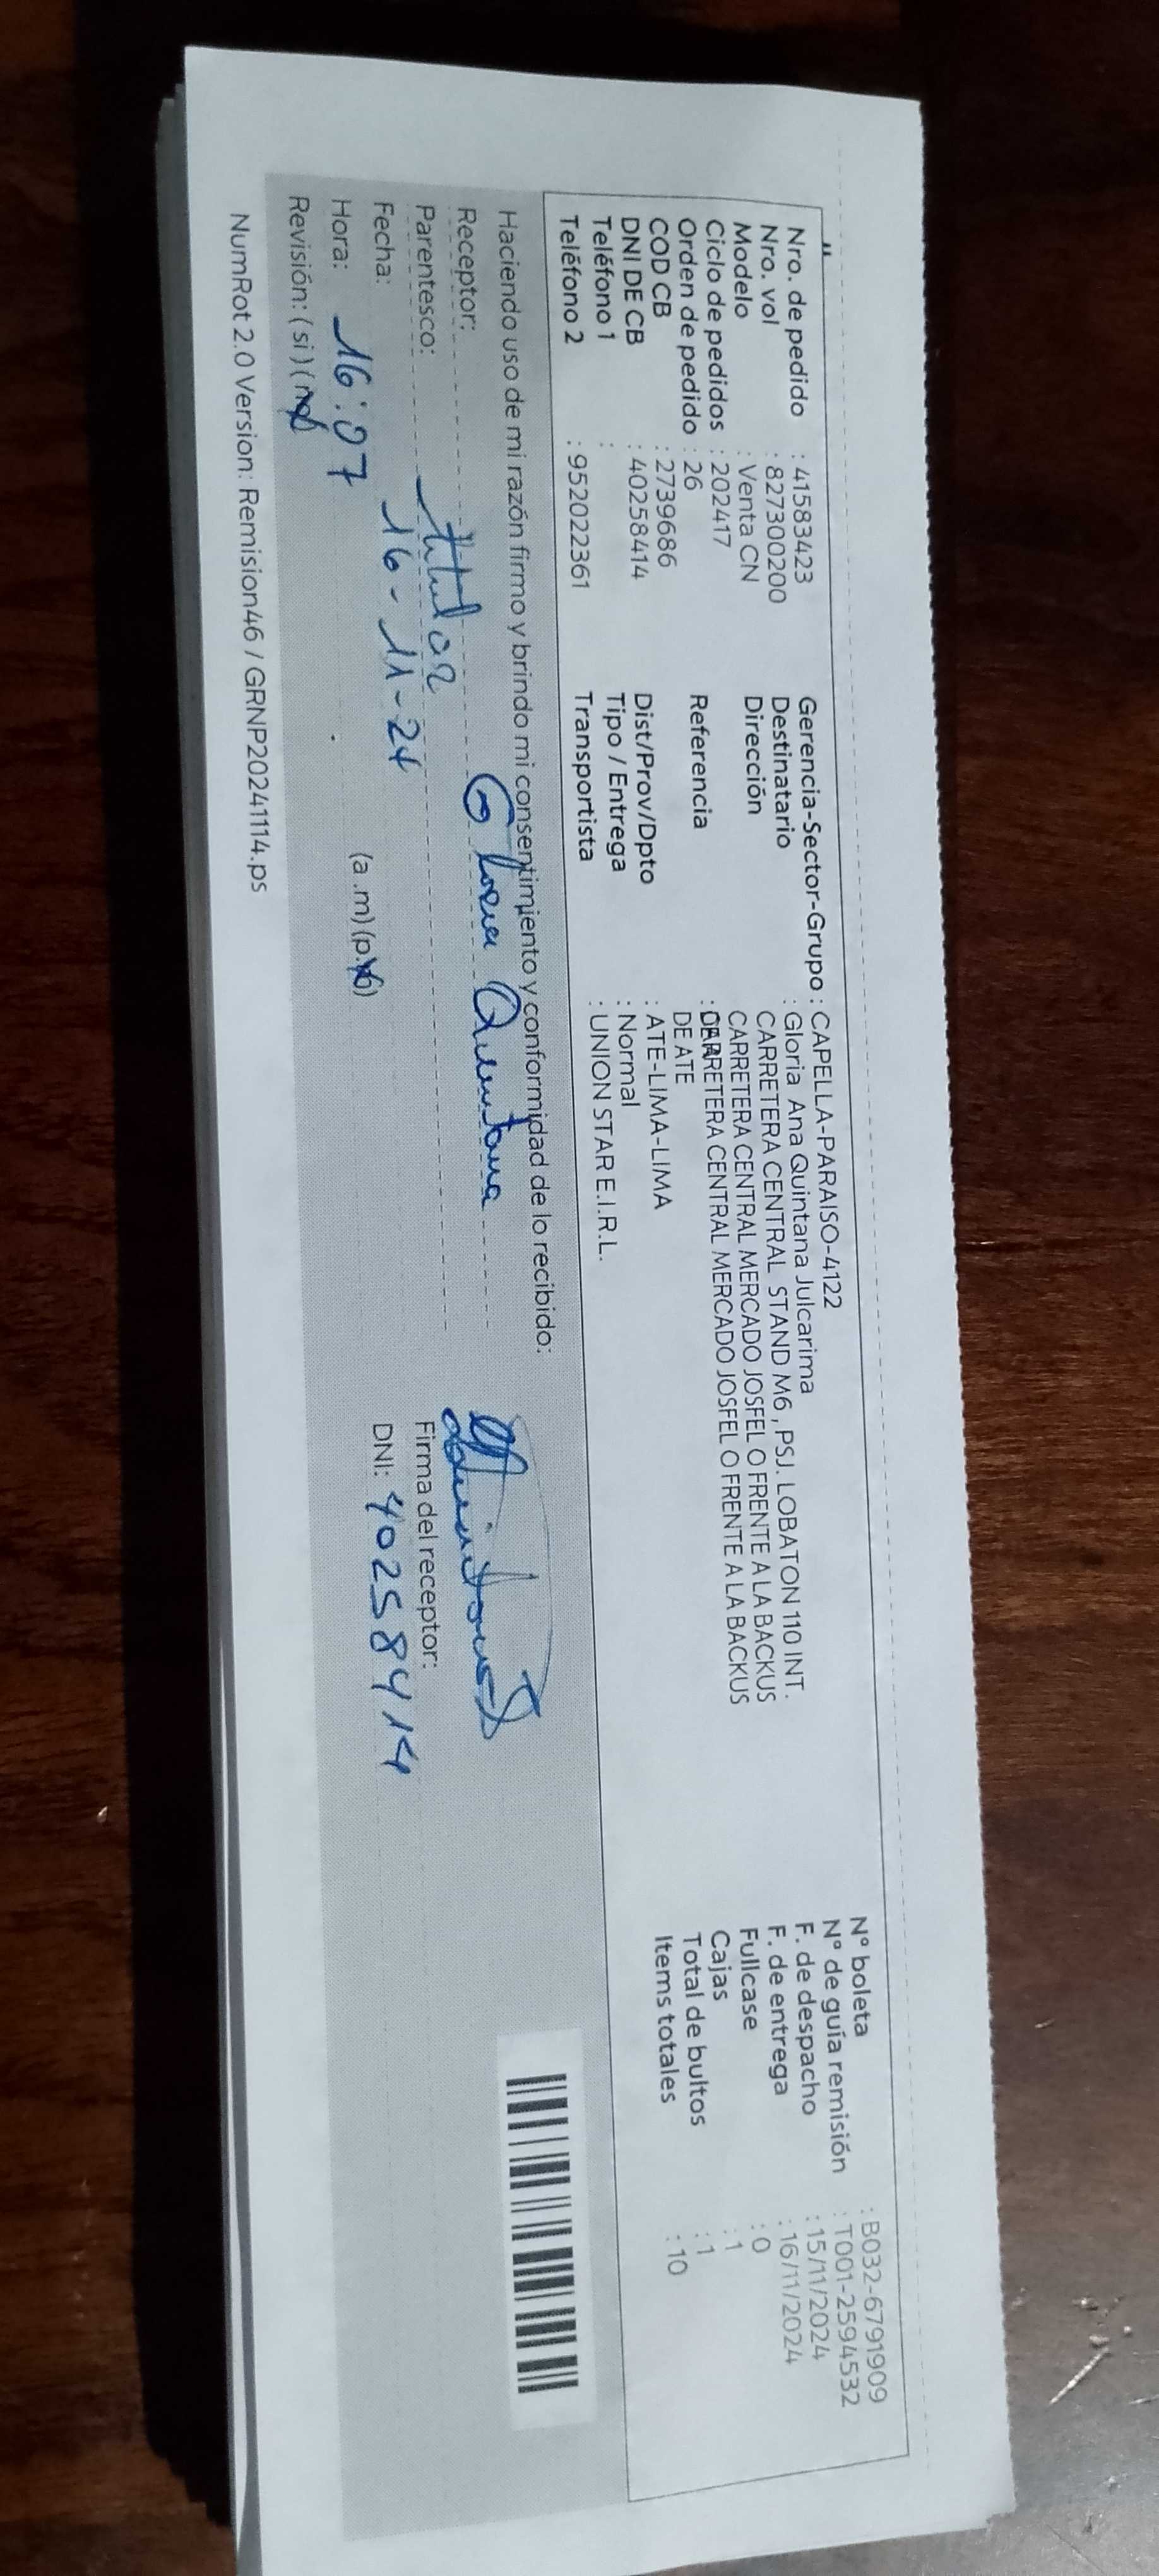 Nro. de pedido : 41583423
Nro. vol : 827300200
Modelo : Venta CN
Ciclo de pedidos : 202417
Orden de pedido : 26
COD CB : 2739686
DNI DE CB : 40258414
Teléfono 1 :
Teléfono 2 : 952022361
Gerencia-Sector-Grupo : CAPELLA-PARAISO-4122
Destinatario : Gloria Ana Quintana Julcarima
Dirección : CARRETERA CENTRAL STAND M6 , PSJ. LOBATON 110 INT.
CARRETERA CENTRAL MERCADO JOSFEL O FRENTE A LA BACKUS
Referencia : CARRETERA CENTRAL MERCADO JOSFEL O FRENTE A LA BACKUS
DE ATE
Dist/Prov/Dpto : ATE-LIMA-LIMA
Tipo / Entrega : Normal
Transportista : UNION STAR E.I.R.L.
N° boleta : B032-6791909
N° de guía remisión : T001-2594532
F. de despacho : 15/11/2024
F. de entrega : 16/11/2024
Fullcase : 0
Cajas : 1
Total de bultos : 1
Items totales : 10
Haciendo uso de mi razón firmo y brindo mi consentimiento y conformidad de lo recibido:
Receptor: Gloria Quintana
Parentesco: titular
Fecha: 16-11-24
Hora: 16:07 (a.m) (p.m)
Revisión: (si) (no)
Firma del receptor:
DNI: 40258414
NumRot 2.0 Version: Remision46 / GRNP20241114.ps